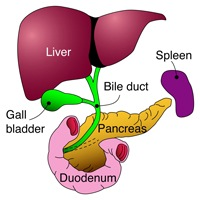 Liver
Spleen
Bile duct
Gall
bladder
Pancreas
Duodenum